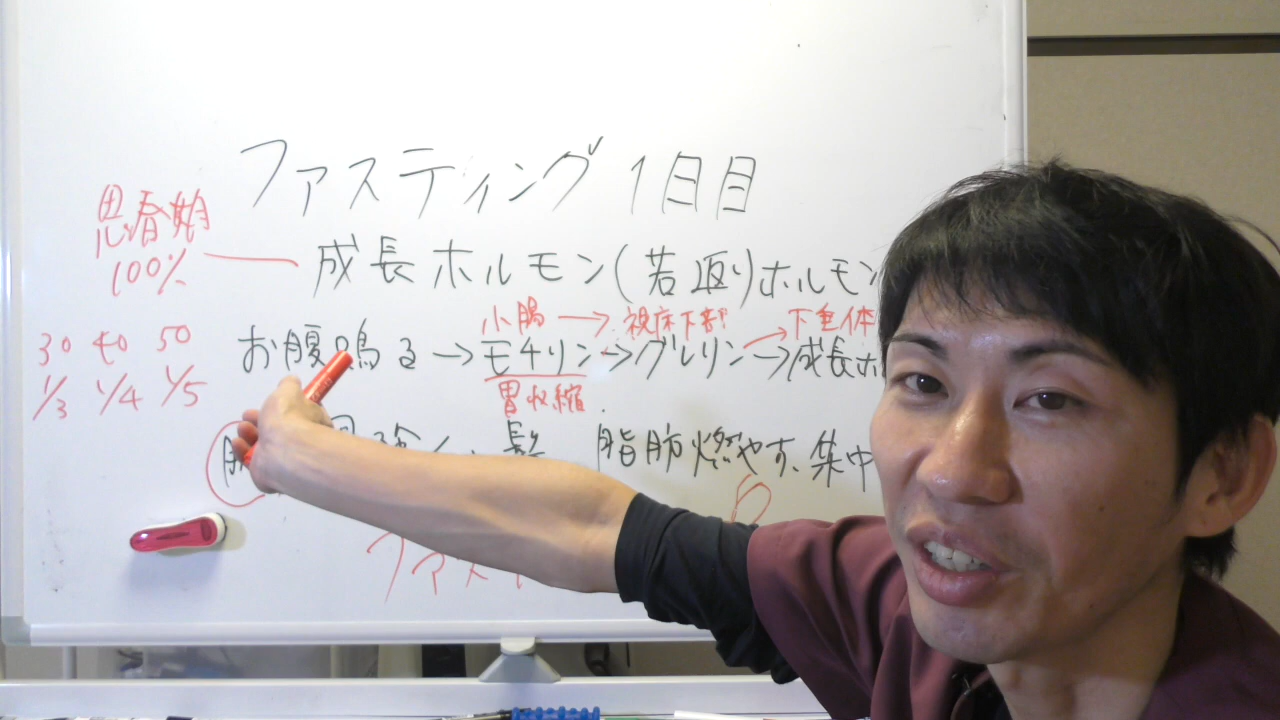 ファスティング 1日目
思春期
100%
成長ホルモン(若返り)ホルモン
小腸 → 視床下部 → 下垂体
30 40 50
お腹鳴る→モチリン→グレリン→成長ホ
1/3 1/4 1/5
胃収縮
脂肪燃やす、集中
ファス